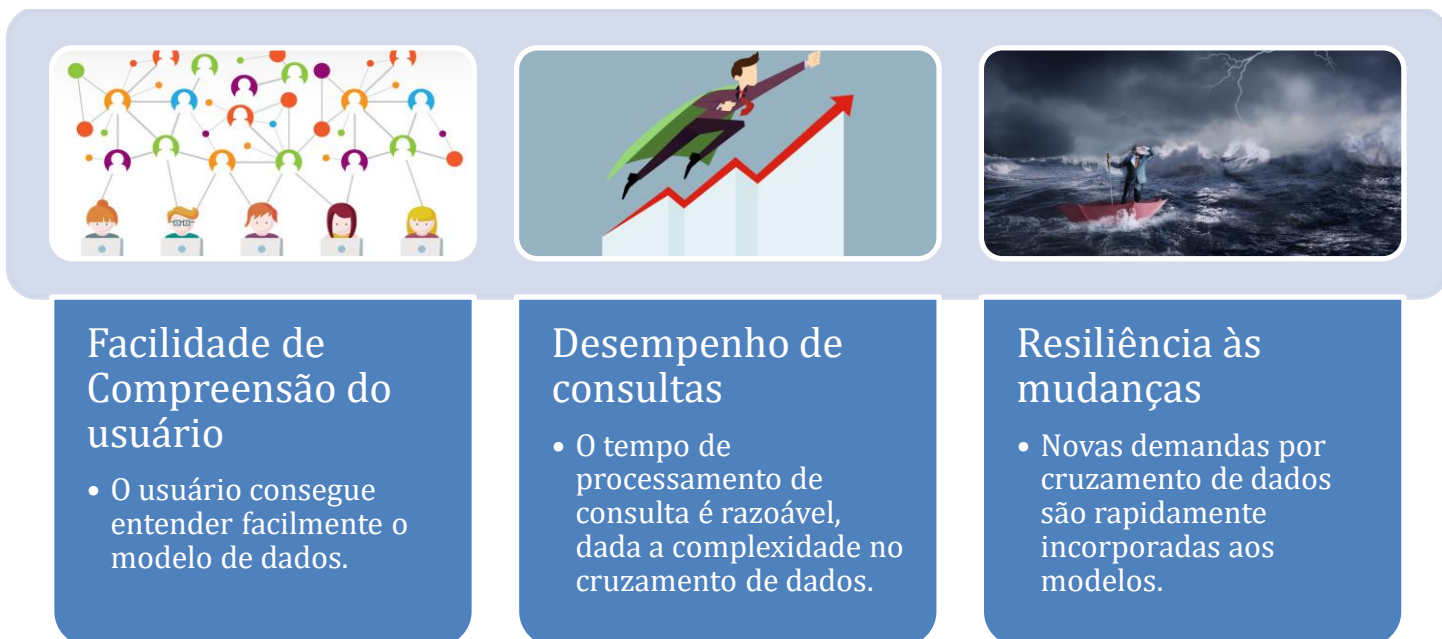 Facilidade de
Compreensão do
usuário
• O usuário consegue
entender facilmente o
modelo de dados.
Desempenho de
consultas
• O tempo de
processamento de
consulta é razoável,
dada a complexidade no
cruzamento de dados.
Resiliência às
mudanças
• Novas demandas por
cruzamento de dados
são rapidamente
incorporadas aos
modelos.